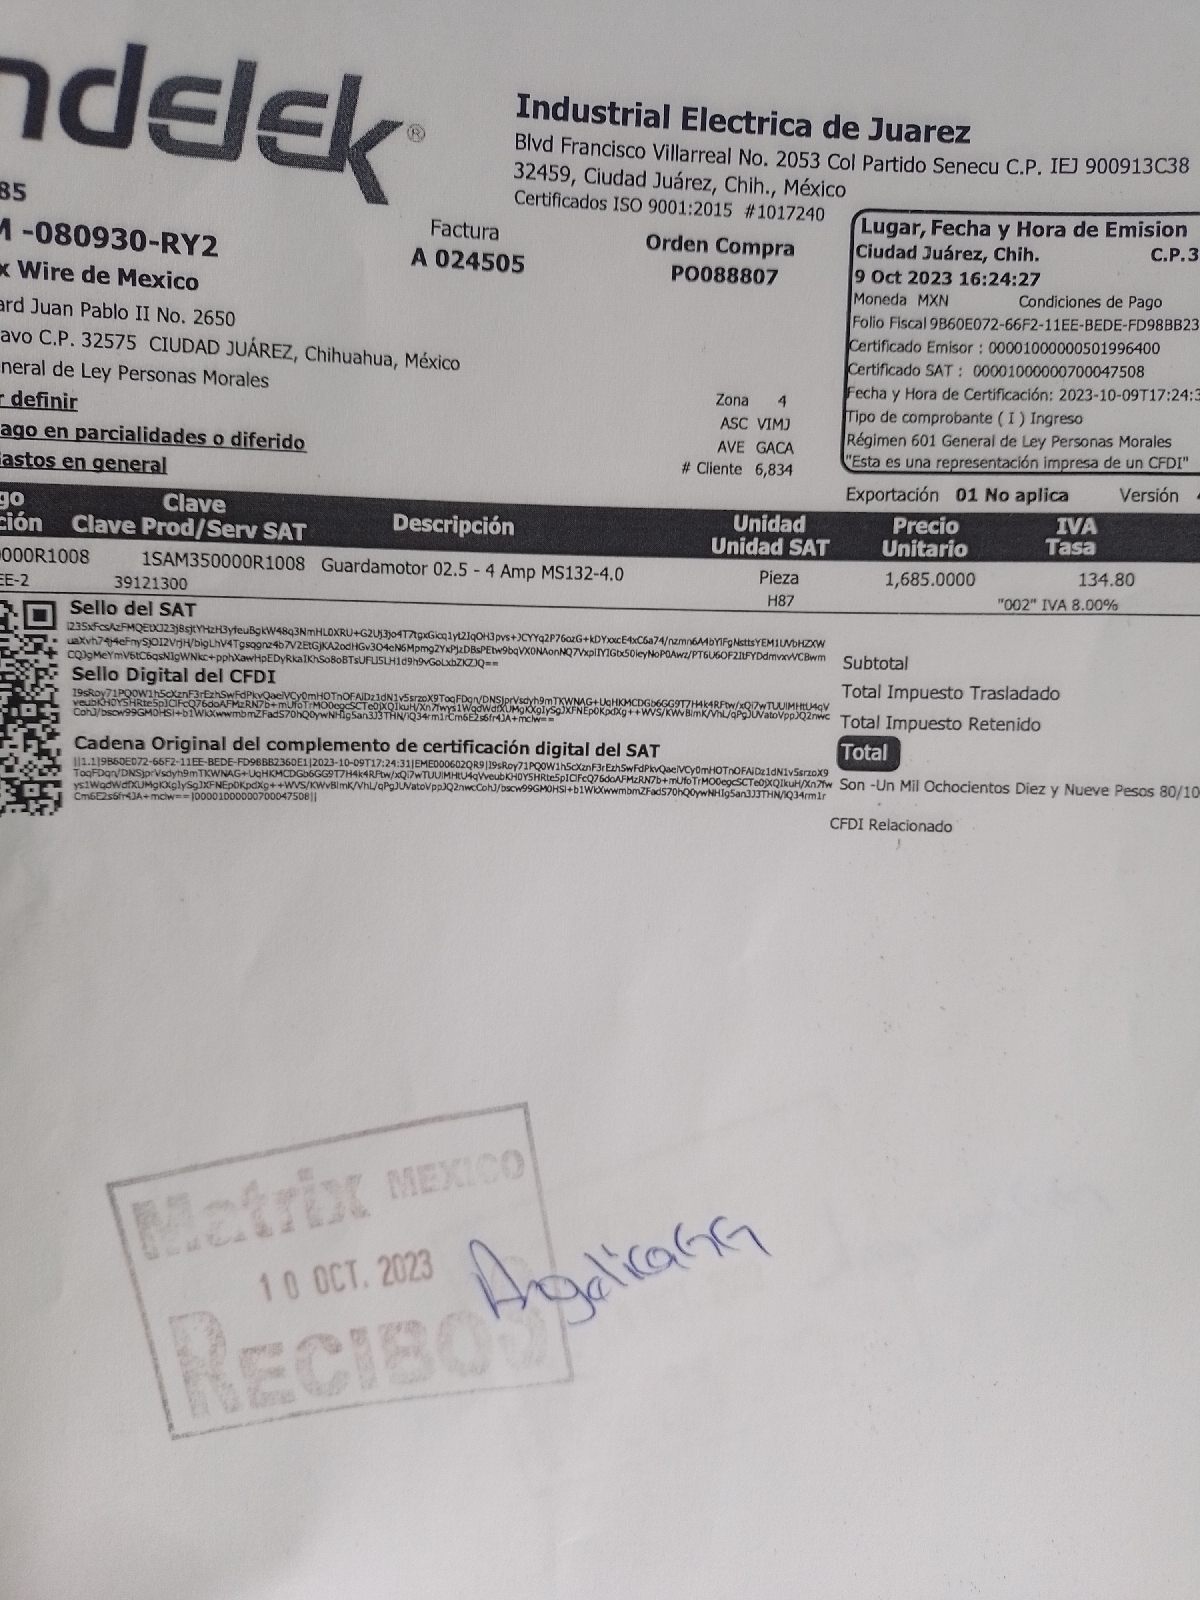 ndelek®
Industrial Electrica de Juarez
Blvd Francisco Villarreal No. 2053 Col Partido Senecu C.P. IEJ 900913C38
32459, Ciudad Juárez, Chih., México
Certificados ISO 9001:2015 #1017240
85
M -080930-RY2
x Wire de Mexico
ard Juan Pablo II No. 2650
avo C.P. 32575 CIUDAD JUÁREZ, Chihuahua, México
neral de Ley Personas Morales
r definir
ago en parcialidades o diferido
astos en general
Factura
A 024505
Orden Compra
PO088807
Zona 4
ASC VIMJ
AVE GACA
# Cliente 6,834
Lugar, Fecha y Hora de Emision
Ciudad Juárez, Chih. C.P.3
9 Oct 2023 16:24:27
Moneda MXN Condiciones de Pago
Folio Fiscal 9B60E072-66F2-11EE-BEDE-FD98BB23
Certificado Emisor : 00001000000501996400
Certificado SAT : 00001000000700047508
Fecha y Hora de Certificación: 2023-10-09T17:24:3
Tipo de comprobante ( I ) Ingreso
Régimen 601 General de Ley Personas Morales
"Esta es una representación impresa de un CFDI"
Exportación 01 No aplica Versión 4
go Clave Descripción Unidad Precio IVA
ción Clave Prod/Serv SAT Unidad SAT Unitario Tasa
0000R1008 1SAM350000R1008 Guardamotor 02.5 - 4 Amp MS132-4.0 Pieza 1,685.0000 134.80
EE-2 39121300 H87 "002" IVA 8.00%
Sello del SAT
Sello Digital del CFDI
Cadena Original del complemento de certificación digital del SAT
Subtotal
Total Impuesto Trasladado
Total Impuesto Retenido
Total
Son -Un Mil Ochocientos Diez y Nueve Pesos 80/10
CFDI Relacionado
Matrix MEXICO
10 OCT. 2023
RECIBO
AngelicaGG